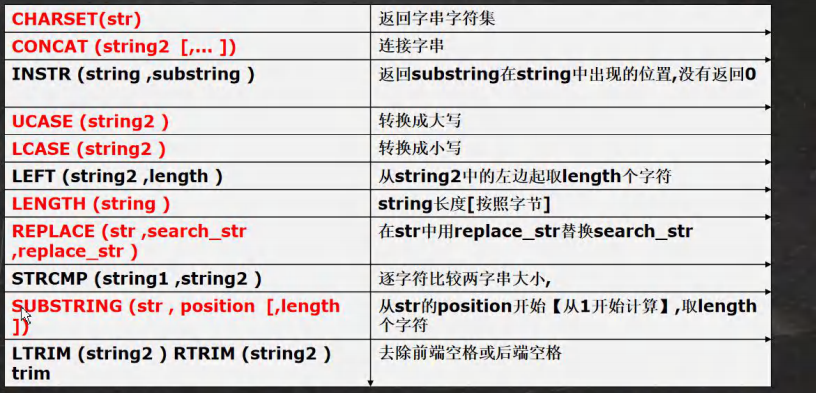 CHARSET(str) 返回字串字符集
CONCAT (string2 [,... ]) 连接字串
INSTR (string ,substring ) 返回substring在string中出现的位置,没有返回0
UCASE (string2 ) 转换成大写
LCASE (string2 ) 转换成小写
LEFT (string2 ,length ) 从string2中的左边起取length个字符
LENGTH (string ) string长度[按照字节]
REPLACE (str ,search_str 在str中用replace_str替换search_str
,replace_str )
STRCMP (string1 ,string2 ) 逐字符比较两字串大小,
SUBSTRING (str , position [,length 从str的position开始【从1开始计算】,取length
]) 个字符
LTRIM (string2 ) RTRIM (string2 ) 去除前端空格或后端空格
trim